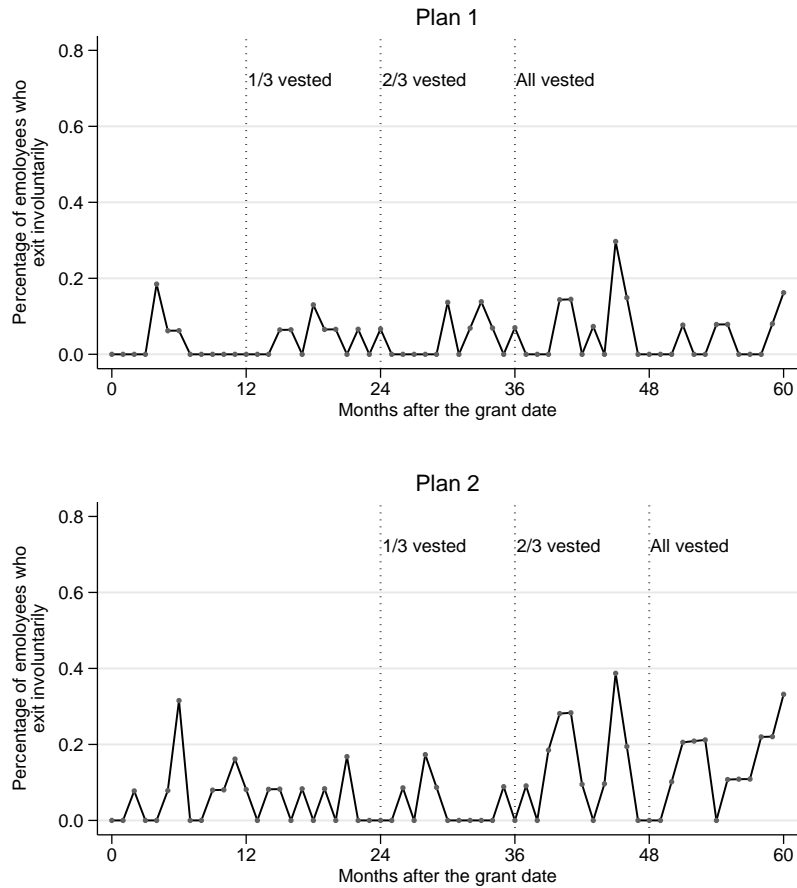 Plan 1
Percentage of emoloyees who
exit involuntarily
0.8
0.6
0.4
0.2
0.0
1/3 vested
2/3 vested
All vested
0
12
24
36
48
60
Months after the grant date
Plan 2
Percentage of emoloyees who
exit involuntarily
0.8
0.6
0.4
0.2
0.0
1/3 vested
2/3 vested
All vested
0
12
24
36
48
60
Months after the grant date